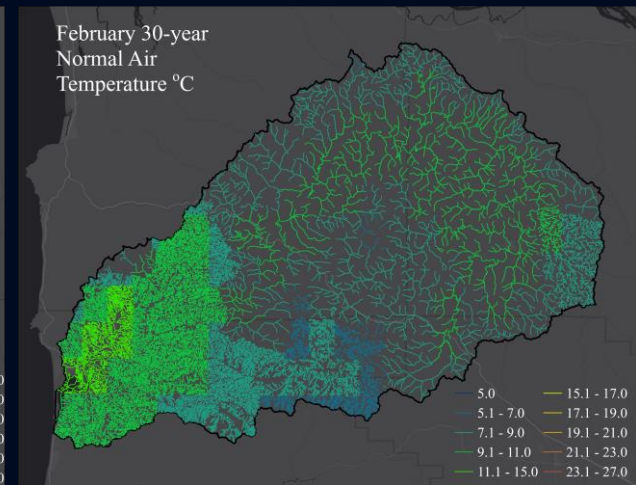 February 30-year
Normal Air
Temperature °C
5.0
5.1 - 7.0
7.1 - 9.0
9.1 - 11.0
11.1 - 15.0
15.1 - 17.0
17.1 - 19.0
19.1 - 21.0
21.1 - 23.0
23.1 - 27.0